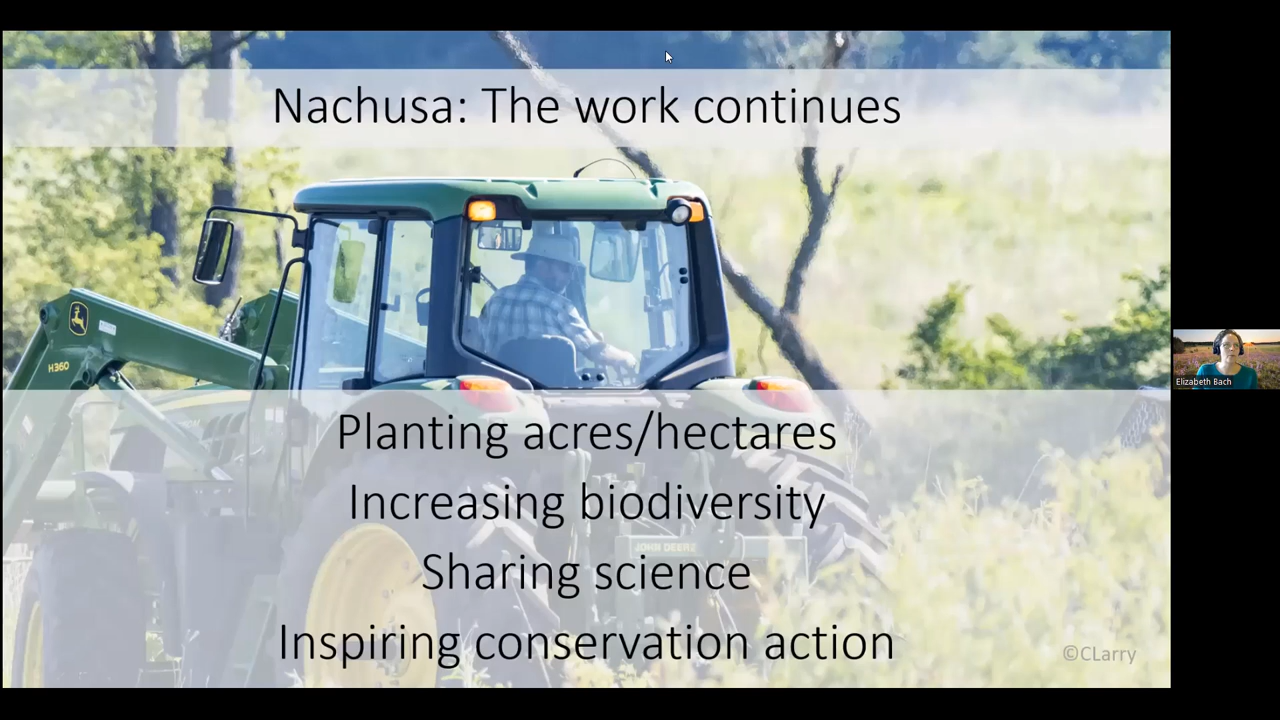 Nachusa: The work continues
H360
Planting acres/hectares
Increasing biodiversity
JOHN DEERE
Sharing science
Inspiring conservation action
©CLarry
Elizabeth Bach